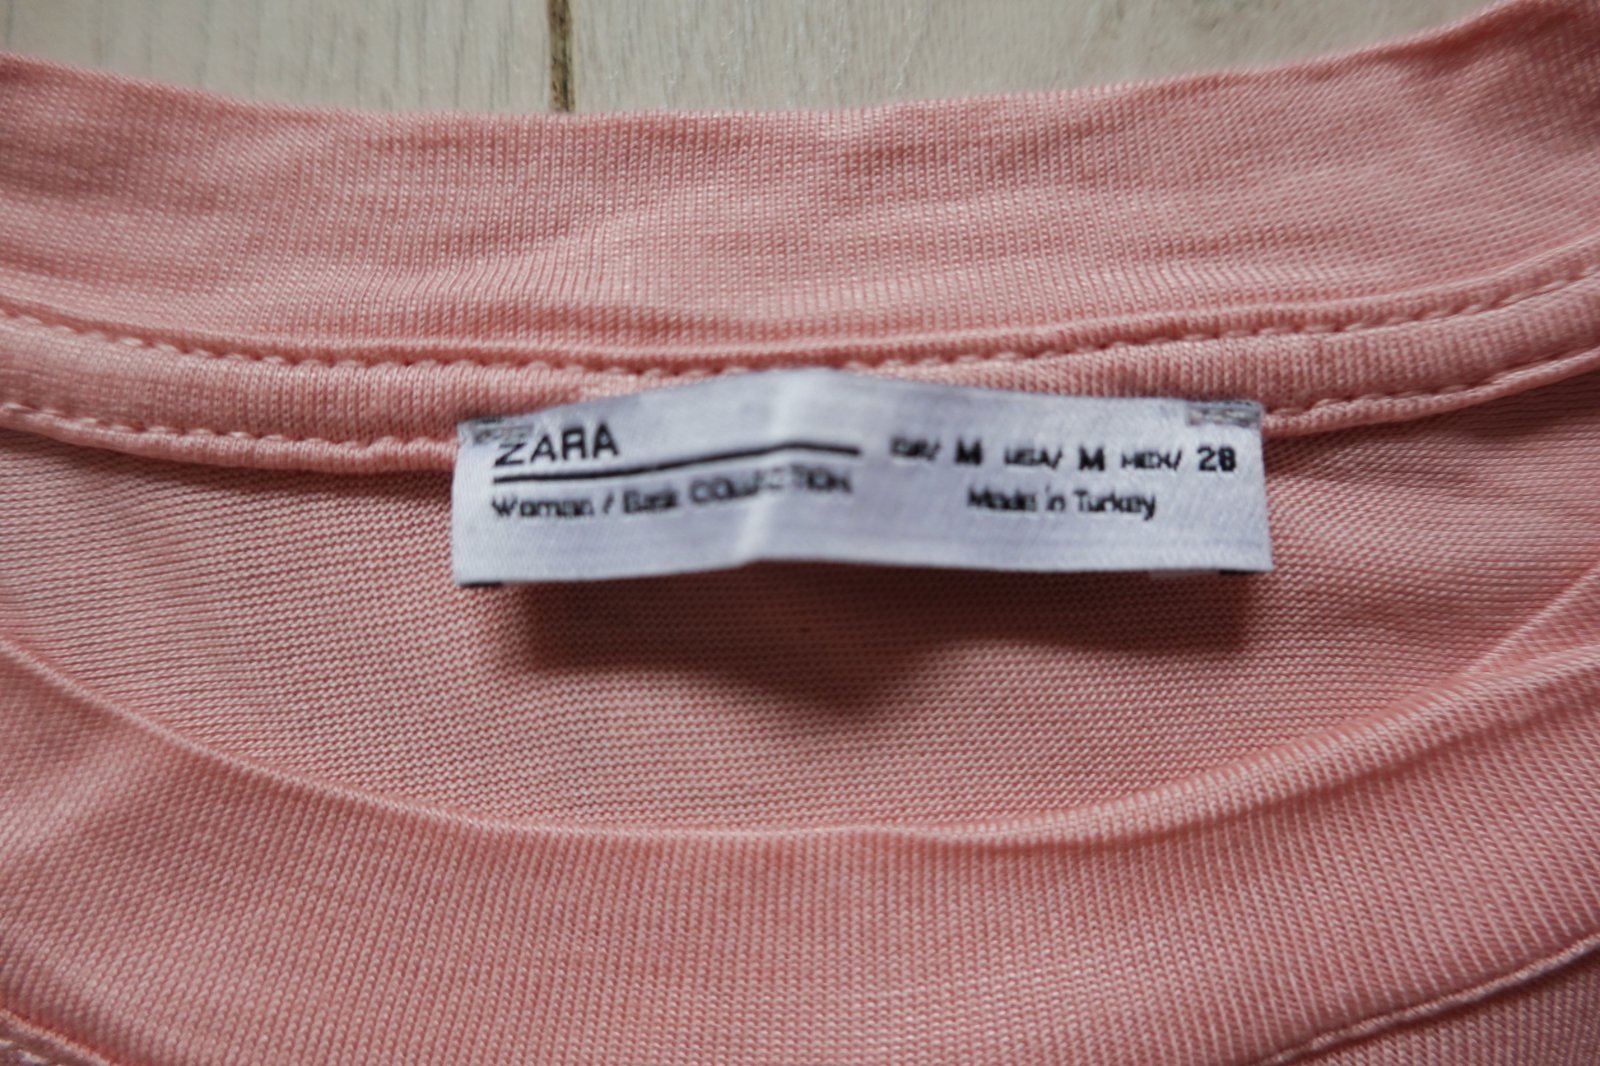 ZARA
Woman / Basic COLLECTION
EUR/ M USA/ M MEX/ 28
Made in Turkey